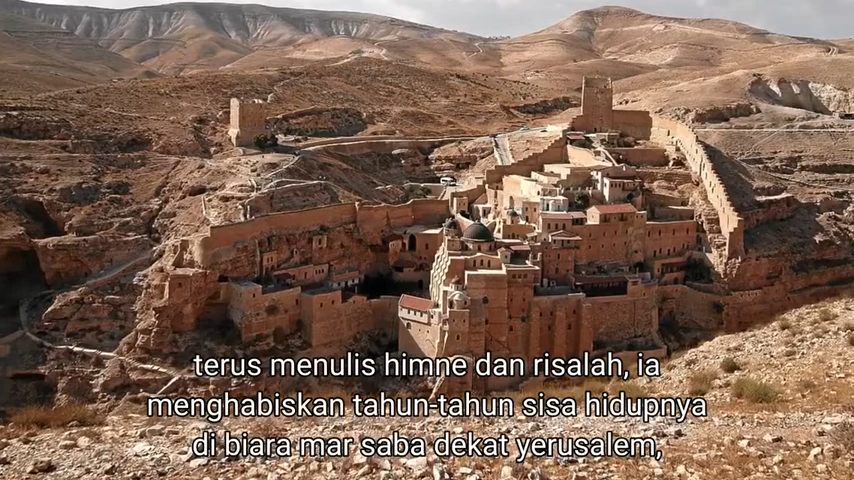 terus menulis himne dan risalah, ia
menghabiskan tahun-tahun sisa hidupnya
di biara mar saba dekat yerusalem,